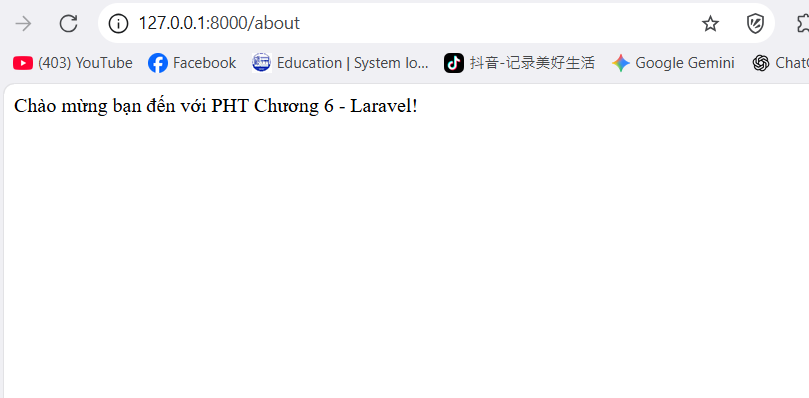 127.0.0.1:8000/about
(403) YouTube Facebook Education | System lo... 抖音-记录美好生活 Google Gemini Chat
Chào mừng bạn đến với PHT Chương 6 - Laravel!